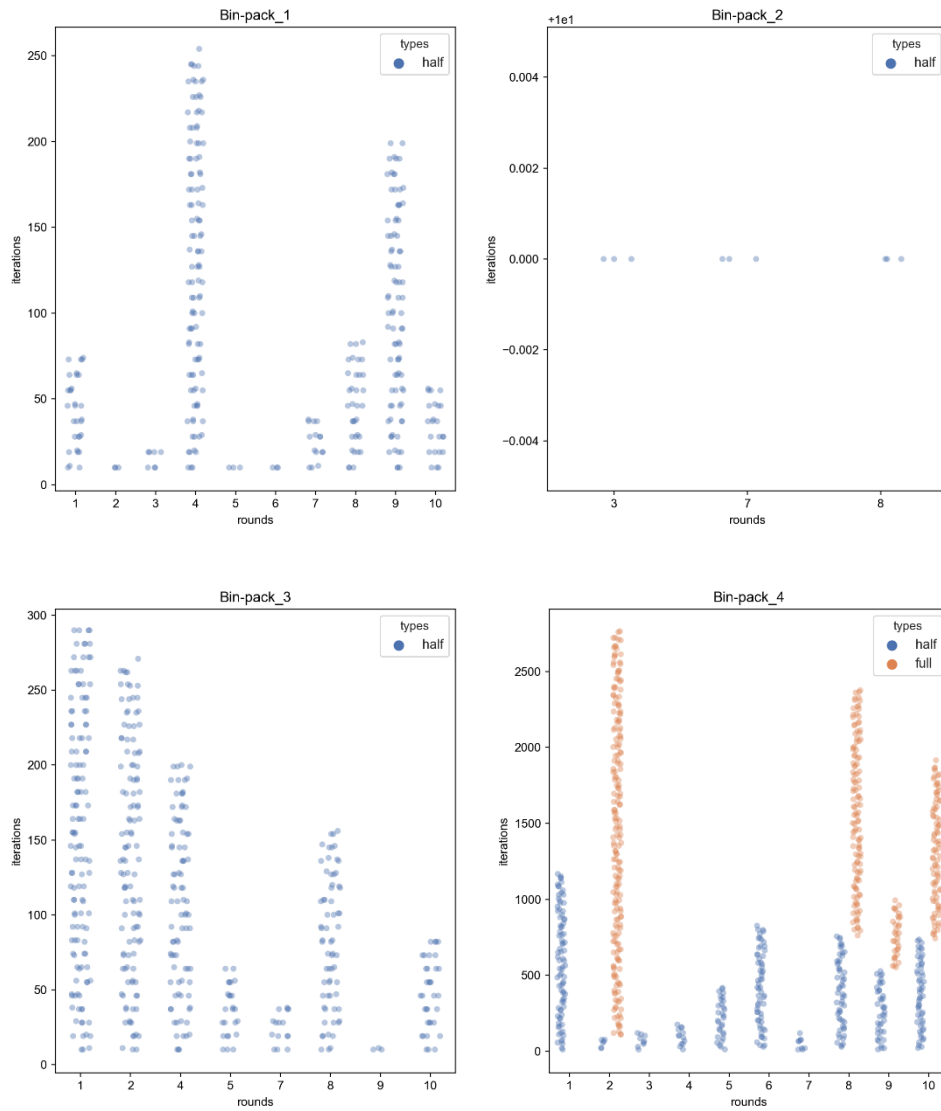 Bin-pack_1
types
half
250
200
150
100
50
0
iterations
1 2 3 4 5 6 7 8 9 10
rounds
Bin-pack_2
+1e1
types
half
0.004
0.002
0.000
−0.002
−0.004
iterations
3 7 8
rounds
Bin-pack_3
types
half
300
250
200
150
100
50
0
iterations
1 2 4 5 7 8 9 10
rounds
Bin-pack_4
types
half
full
2500
2000
1500
1000
500
0
iterations
1 2 3 4 5 6 7 8 9 10
rounds